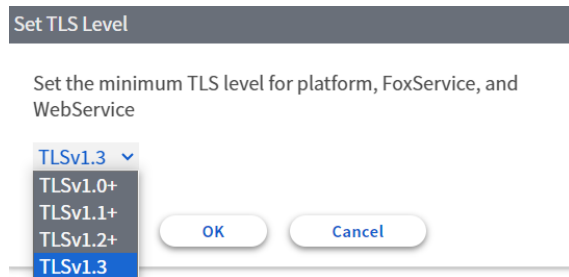 Set TLS Level
Set the minimum TLS level for platform, FoxService, and
WebService
TLSv1.3
TLSv1.0+
TLSv1.1+
TLSv1.2+
TLSv1.3
OK
Cancel